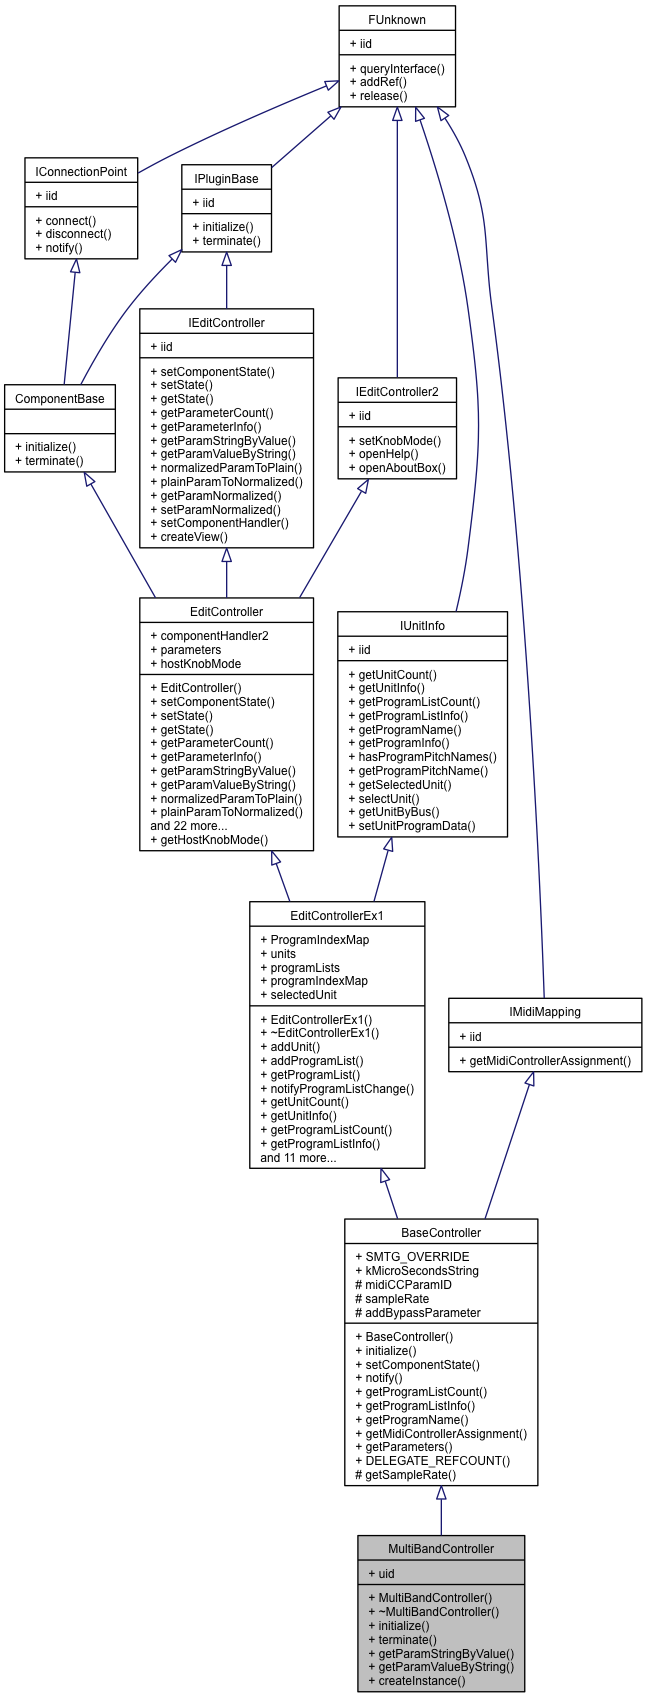 FUnknown
+ iid
+ queryInterface()
+ addRef()
+ release()
IConnectionPoint
+ iid
+ connect()
+ disconnect()
+ notify()
IPluginBase
+ iid
+ initialize()
+ terminate()
IEditController
+ iid
+ setComponentState()
+ setState()
+ getState()
+ getParameterCount()
+ getParameterInfo()
+ getParamStringByValue()
+ getParamValueByString()
+ normalizedParamToPlain()
+ plainParamToNormalized()
+ getParamNormalized()
+ setParamNormalized()
+ setComponentHandler()
+ createView()
IEditController2
+ iid
+ setKnobMode()
+ openHelp()
+ openAboutBox()
ComponentBase
+ initialize()
+ terminate()
EditController
+ componentHandler2
+ parameters
+ hostKnobMode
+ EditController()
+ setComponentState()
+ setState()
+ getState()
+ getParameterCount()
+ getParameterInfo()
+ getParamStringByValue()
+ getParamValueByString()
+ normalizedParamToPlain()
+ plainParamToNormalized()
and 22 more...
+ getHostKnobMode()
IUnitInfo
+ iid
+ getUnitCount()
+ getUnitInfo()
+ getProgramListCount()
+ getProgramListInfo()
+ getProgramName()
+ getProgramInfo()
+ hasProgramPitchNames()
+ getProgramPitchName()
+ getSelectedUnit()
+ selectUnit()
+ getUnitByBus()
+ setUnitProgramData()
EditControllerEx1
+ ProgramIndexMap
+ units
+ programLists
+ programIndexMap
+ selectedUnit
+ EditControllerEx1()
+ ~EditControllerEx1()
+ addUnit()
+ addProgramList()
+ getProgramList()
+ notifyProgramListChange()
+ getUnitCount()
+ getUnitInfo()
+ getProgramListCount()
+ getProgramListInfo()
and 11 more...
IMidiMapping
+ iid
+ getMidiControllerAssignment()
BaseController
+ SMTG_OVERRIDE
+ kMicroSecondsString
# midiCCParamID
# sampleRate
# addBypassParameter
+ BaseController()
+ initialize()
+ setComponentState()
+ notify()
+ getProgramListCount()
+ getProgramListInfo()
+ getProgramName()
+ getMidiControllerAssignment()
+ getParameters()
+ DELEGATE_REFCOUNT()
# getSampleRate()
MultiBandController
+ uid
+ MultiBandController()
+ ~MultiBandController()
+ initialize()
+ terminate()
+ getParamStringByValue()
+ getParamValueByString()
+ createInstance()